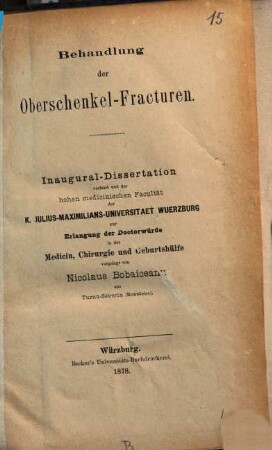 15
Behandlung
der
Oberschenkel-Fracturen.
Inaugural-Dissertation
verfasst und der
hohen medicinischen Facultät
der
K. JULIUS-MAXIMILIANS-UNIVERSITAET WUERZBURG
zur
Erlangung der Doctorwürde
in der
Medicin, Chirurgie und Geburtshülfe
vorgelegt von
Nicolaus Bobaiceanu
aus
Turnu-Severin
Würzburg.
Becker's Universitäts-Buchdruckerei.
1878.
B